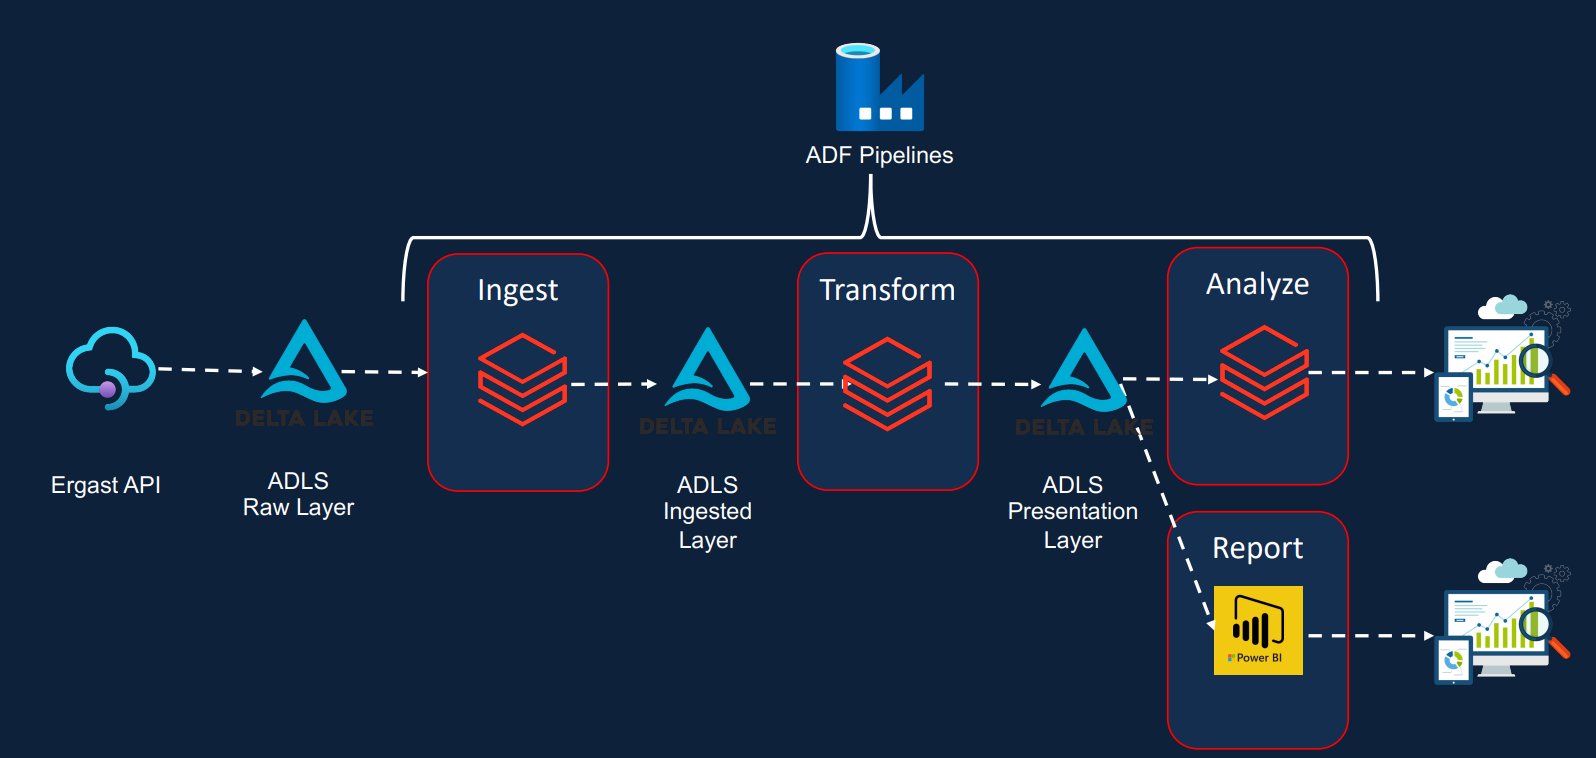 ADF Pipelines
Ingest
Transform
Analyze
DELTA LAKE
DELTA LAKE
DELTA LAKE
Ergast API
ADLS
Raw Layer
ADLS
Ingested
Layer
ADLS
Presentation
Layer
Report
Power BI